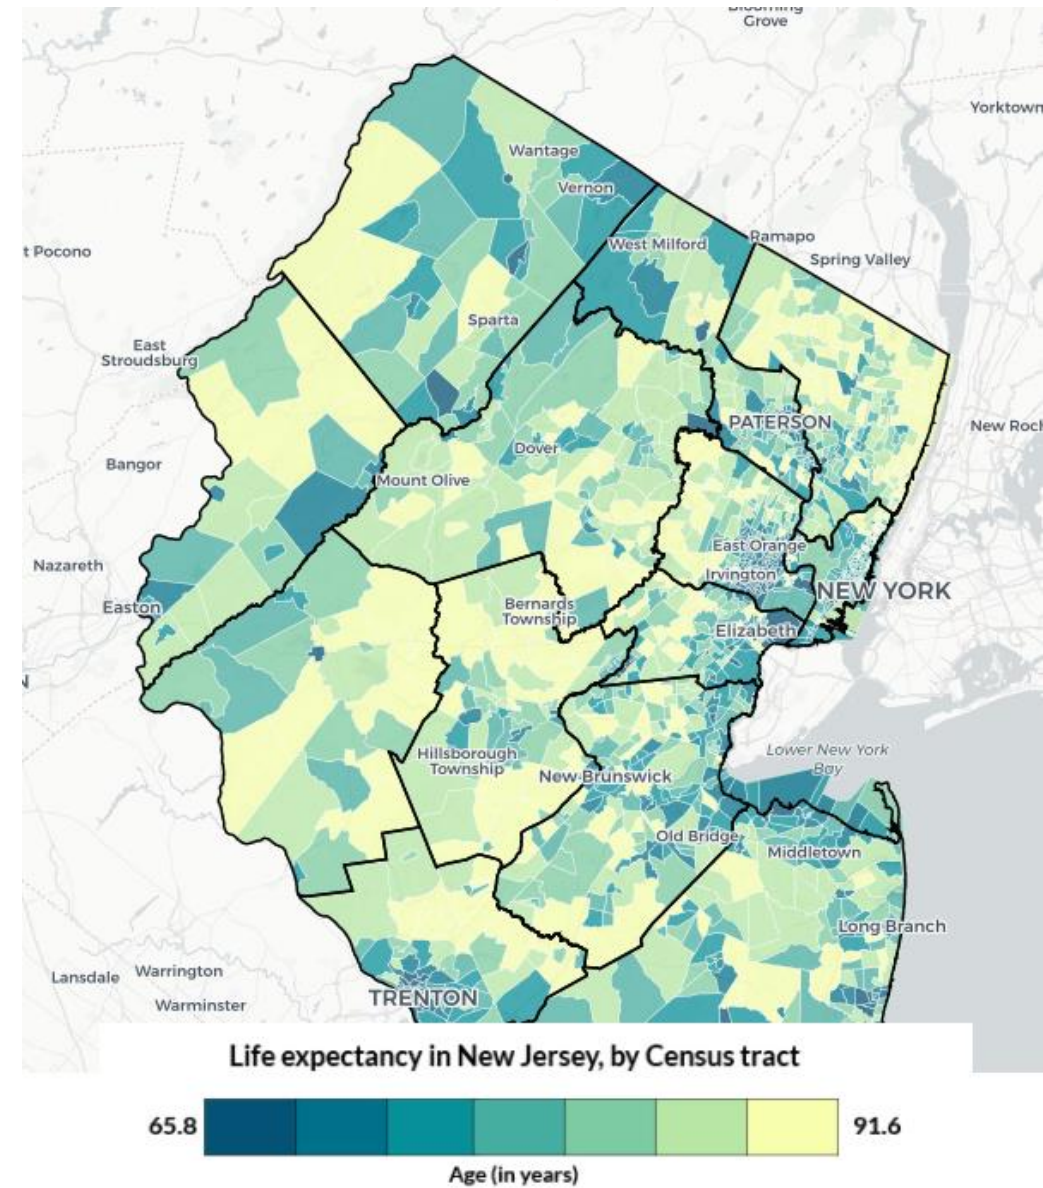 Blooming
Grove
Yorktown
Wantage
Vernon
West Milford
Ramapo
Spring Valley
t Pocono
Sparta
East
Stroudsburg
PATERSON
New Roch
Dover
Bangor
Mount Olive
East Orange
Nazareth
Irvington
NEW YORK
Easton
Bernards
Township
Elizabeth
N
Lower New York
Bay
Hillsborough
Township
New Brunswick
Old Bridge
Middletown
Long Branch
Lansdale
Warrington
TRENTON
Warminster
Life expectancy in New Jersey, by Census tract
65.8
91.6
Age (in years)